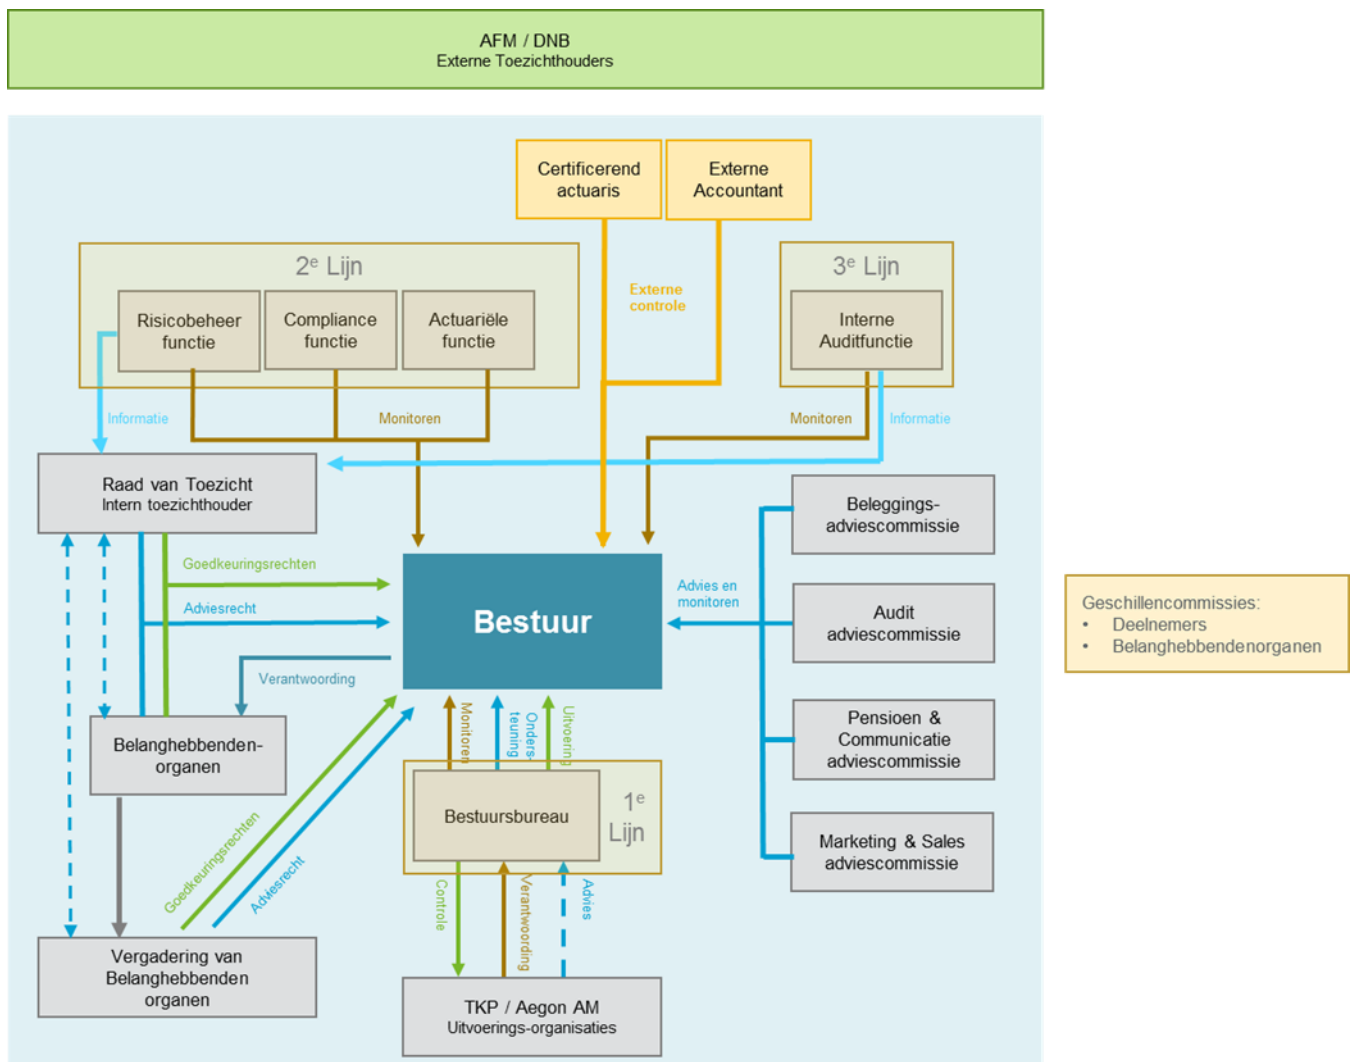 AFM / DNB
Externe Toezichthouders
Certificerend
actuaris
Externe
Accountant
2e Lijn
3e Lijn
Risicobeheer
functie
Compliance
functie
Actuariële
functie
Externe
controle
Interne
Auditfunctie
Informatie
Monitoren
Monitoren
Informatie
Raad van Toezicht
Intern toezichthouder
Beleggings-
adviescommissie
Goedkeuringsrechten
Adviesrecht
Bestuur
Advies en
monitoren
Audit
adviescommissie
Geschillencommissies:
• Deelnemers
• Belanghebbendenorganen
Verantwoording
Monitoren
Onders-
teuning
Uitvoering
Belanghebbenden-
organen
Pensioen &
Communicatie
adviescommissie
Goedkeuringsrechten
Adviesrecht
Bestuursbureau
1e
Lijn
Marketing & Sales
adviescommissie
Controle
Verantwoording
Advies
Vergadering van
Belanghebbenden
organen
TKP / Aegon AM
Uitvoerings-organisaties